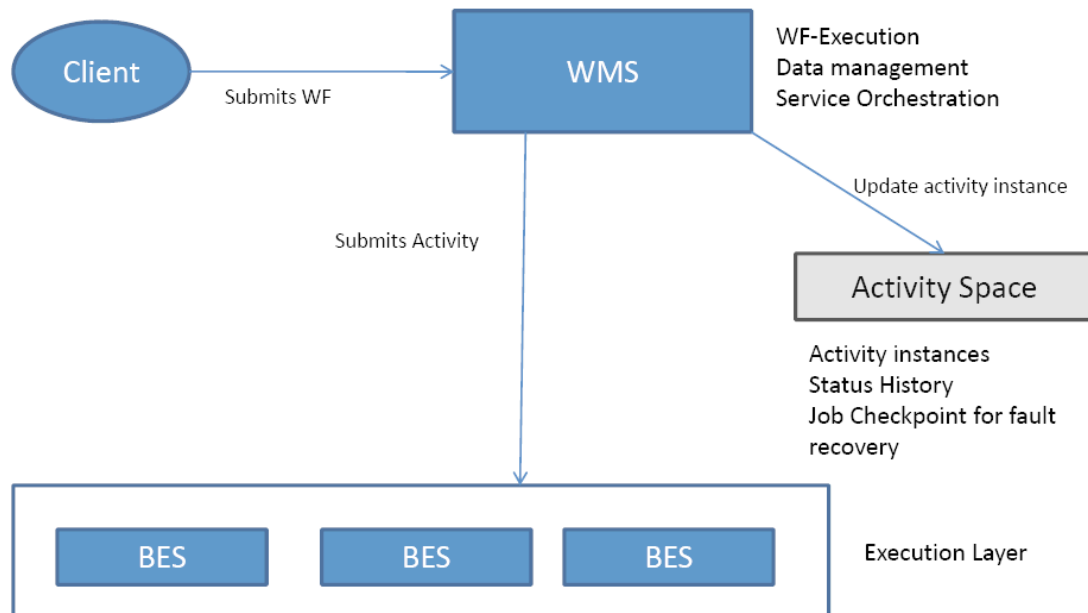 Client
Submits WF
WMS
WF-Execution
Data management
Service Orchestration
Update activity instance
Submits Activity
Activity Space
Activity instances
Status History
Job Checkpoint for fault
recovery
BES
BES
BES
Execution Layer